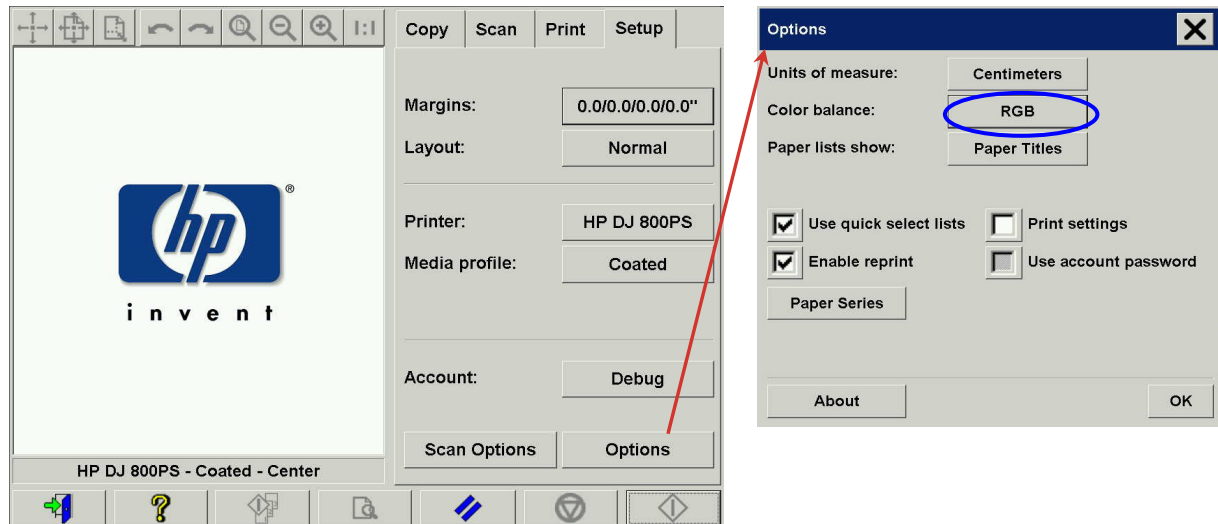 1:1
Copy Scan Print Setup
Margins: 0.0/0.0/0.0/0.0"
Layout: Normal
Printer: HP DJ 800PS
Media profile: Coated
Account: Debug
Scan Options Options
hp ®
invent
HP DJ 800PS - Coated - Center
?
Options
Units of measure: Centimeters
Color balance: RGB
Paper lists show: Paper Titles
Use quick select lists Print settings
Enable reprint Use account password
Paper Series
About OK